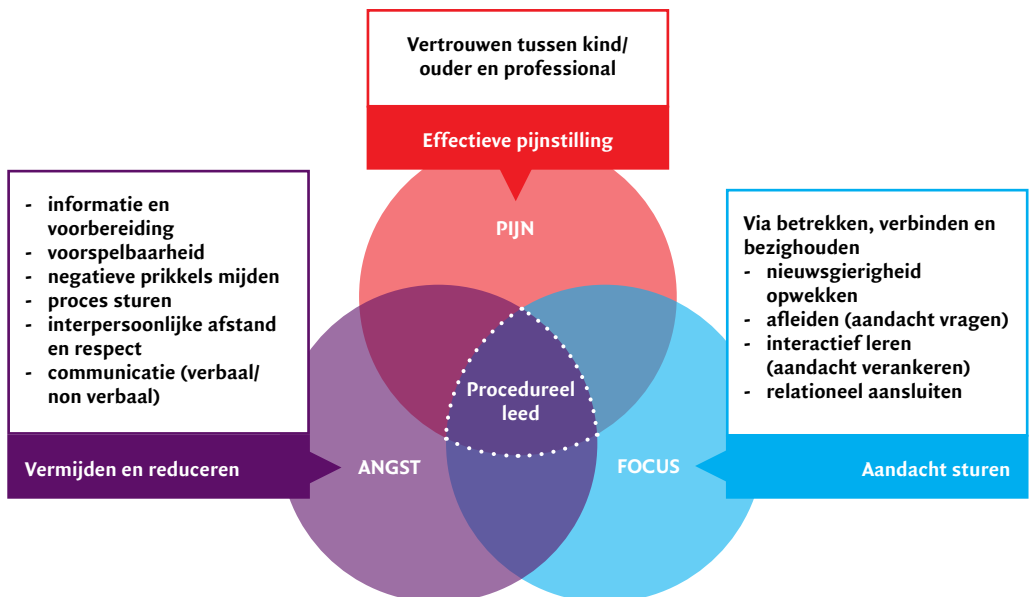 Vertrouwen tussen kind/
ouder en professional
Effectieve pijnstilling
PIJN
- informatie en
voorbereiding
- voorspelbaarheid
- negatieve prikkels mijden
- proces sturen
- interpersoonlijke afstand
en respect
- communicatie (verbaal/
non verbaal)
Vermijden en reduceren
ANGST
Procedureel
leed
FOCUS
Via betrekken, verbinden en
bezighouden
- nieuwsgierigheid
opwekken
- afleiden (aandacht vragen)
- interactief leren
(aandacht verankeren)
- relationeel aansluiten
Aandacht sturen